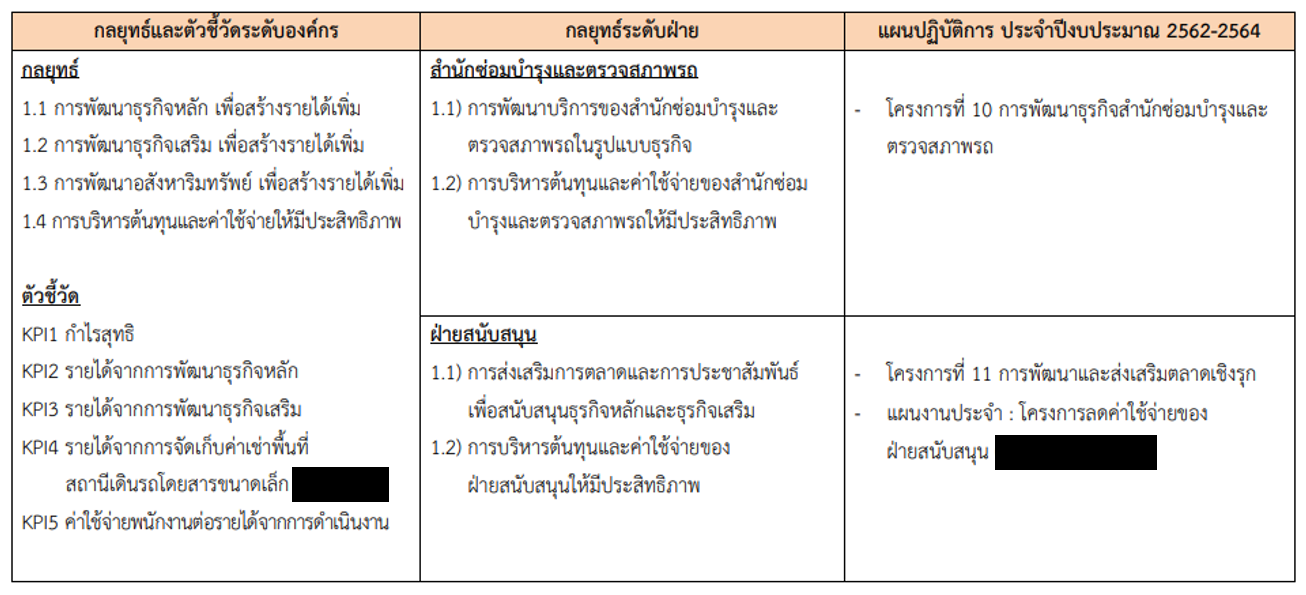 กลยุทธ์และตัวชี้วัดระดับองค์กร
กลยุทธ์ระดับฝ่าย
แผนปฏิบัติการ ประจำปีงบประมาณ 2562-2564
กลยุทธ์
1.1 การพัฒนาธุรกิจหลัก เพื่อสร้างรายได้เพิ่ม
1.2 การพัฒนาธุรกิจเสริม เพื่อสร้างรายได้เพิ่ม
1.3 การพัฒนาอสังหาริมทรัพย์ เพื่อสร้างรายได้เพิ่ม
1.4 การบริหารต้นทุนและค่าใช้จ่ายให้มีประสิทธิภาพ
ตัวชี้วัด
KPI1 กำไรสุทธิ
KPI2 รายได้จากการพัฒนาธุรกิจหลัก
KPI3 รายได้จากการพัฒนาธุรกิจเสริม
KPI4 รายได้จากการจัดเก็บค่าเช่าพื้นที่
สถานีเดินรถโดยสารขนาดเล็ก
KPI5 ค่าใช้จ่ายพนักงานต่อรายได้จากการดำเนินงาน
สำนักซ่อมบำรุงและตรวจสภาพรถ
1.1) การพัฒนาบริการของสำนักซ่อมบำรุงและ
ตรวจสภาพรถในรูปแบบธุรกิจ
1.2) การบริหารต้นทุนและค่าใช้จ่ายของสำนักซ่อม
บำรุงและตรวจสภาพรถให้มีประสิทธิภาพ
- โครงการที่ 10 การพัฒนาธุรกิจสำนักซ่อมบำรุงและ
ตรวจสภาพรถ
ฝ่ายสนับสนุน
1.1) การส่งเสริมการตลาดและการประชาสัมพันธ์
เพื่อสนับสนุนธุรกิจหลักและธุรกิจเสริม
1.2) การบริหารต้นทุนและค่าใช้จ่ายของ
ฝ่ายสนับสนุนให้มีประสิทธิภาพ
- โครงการที่ 11 การพัฒนาและส่งเสริมตลาดเชิงรุก
- แผนงานประจำ : โครงการลดค่าใช้จ่ายของ
ฝ่ายสนับสนุน